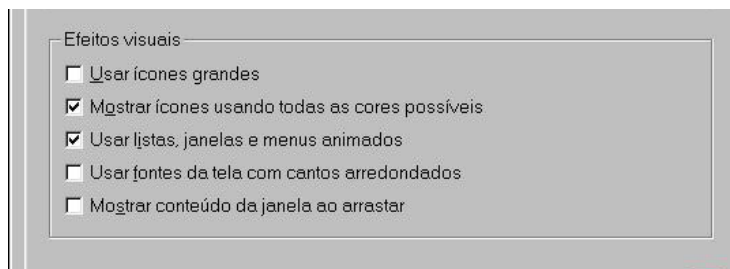 Efeitos visuais
Usar ícones grandes
Mostrar ícones usando todas as cores possíveis
Usar listas, janelas e menus animados
Usar fontes da tela com cantos arredondados
Mostrar conteúdo da janela ao arrastar